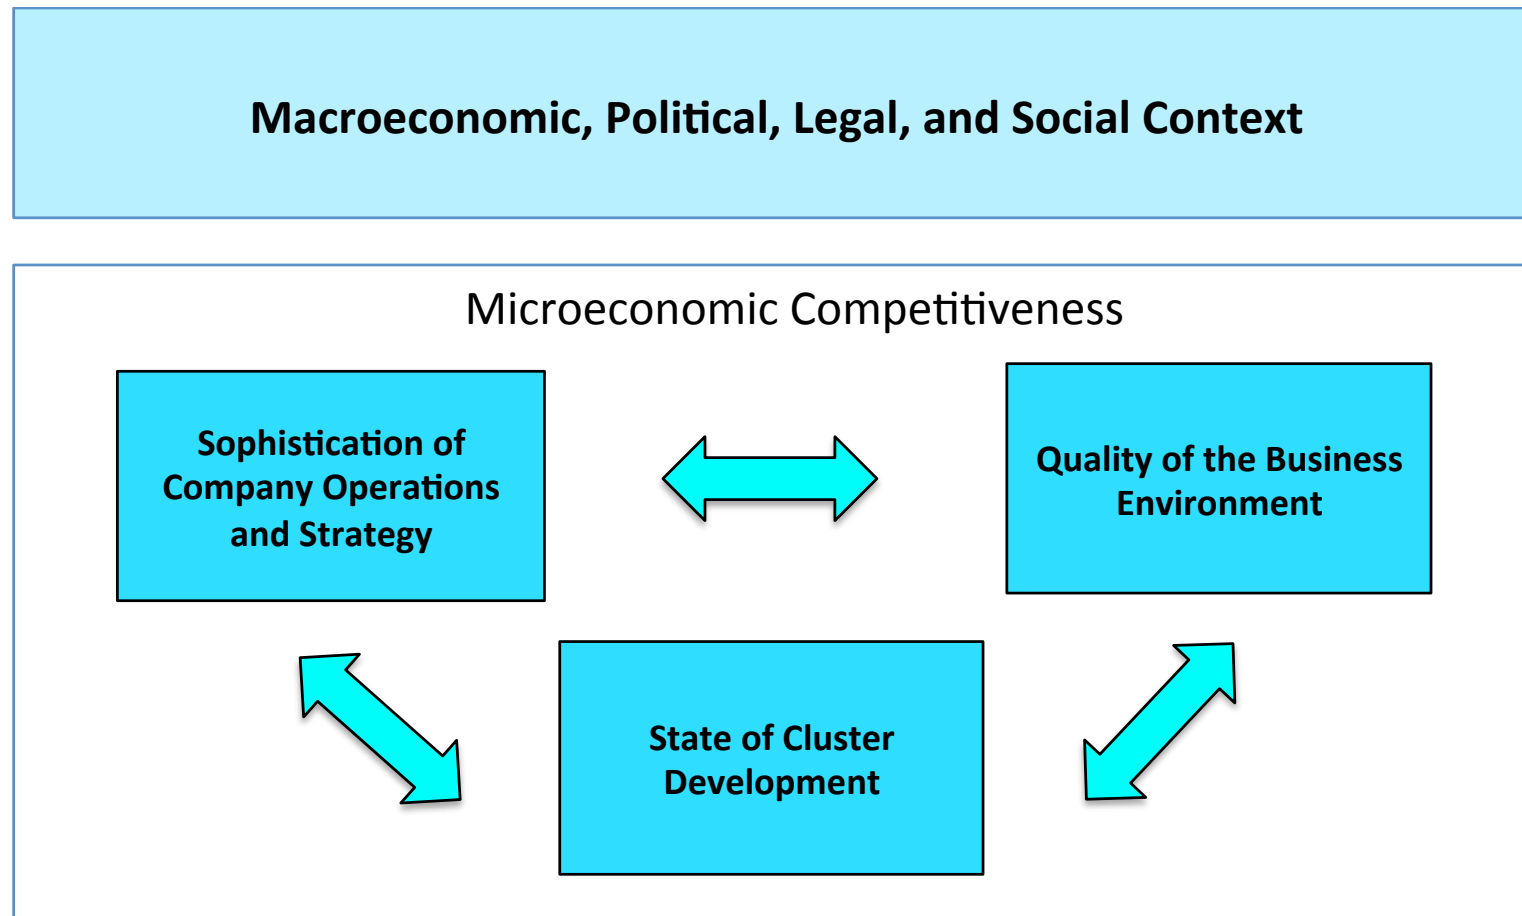 Macroeconomic, Political, Legal, and Social Context
Microeconomic Competitiveness
Sophistication of
Company Operations
and Strategy
Quality of the Business
Environment
State of Cluster
Development